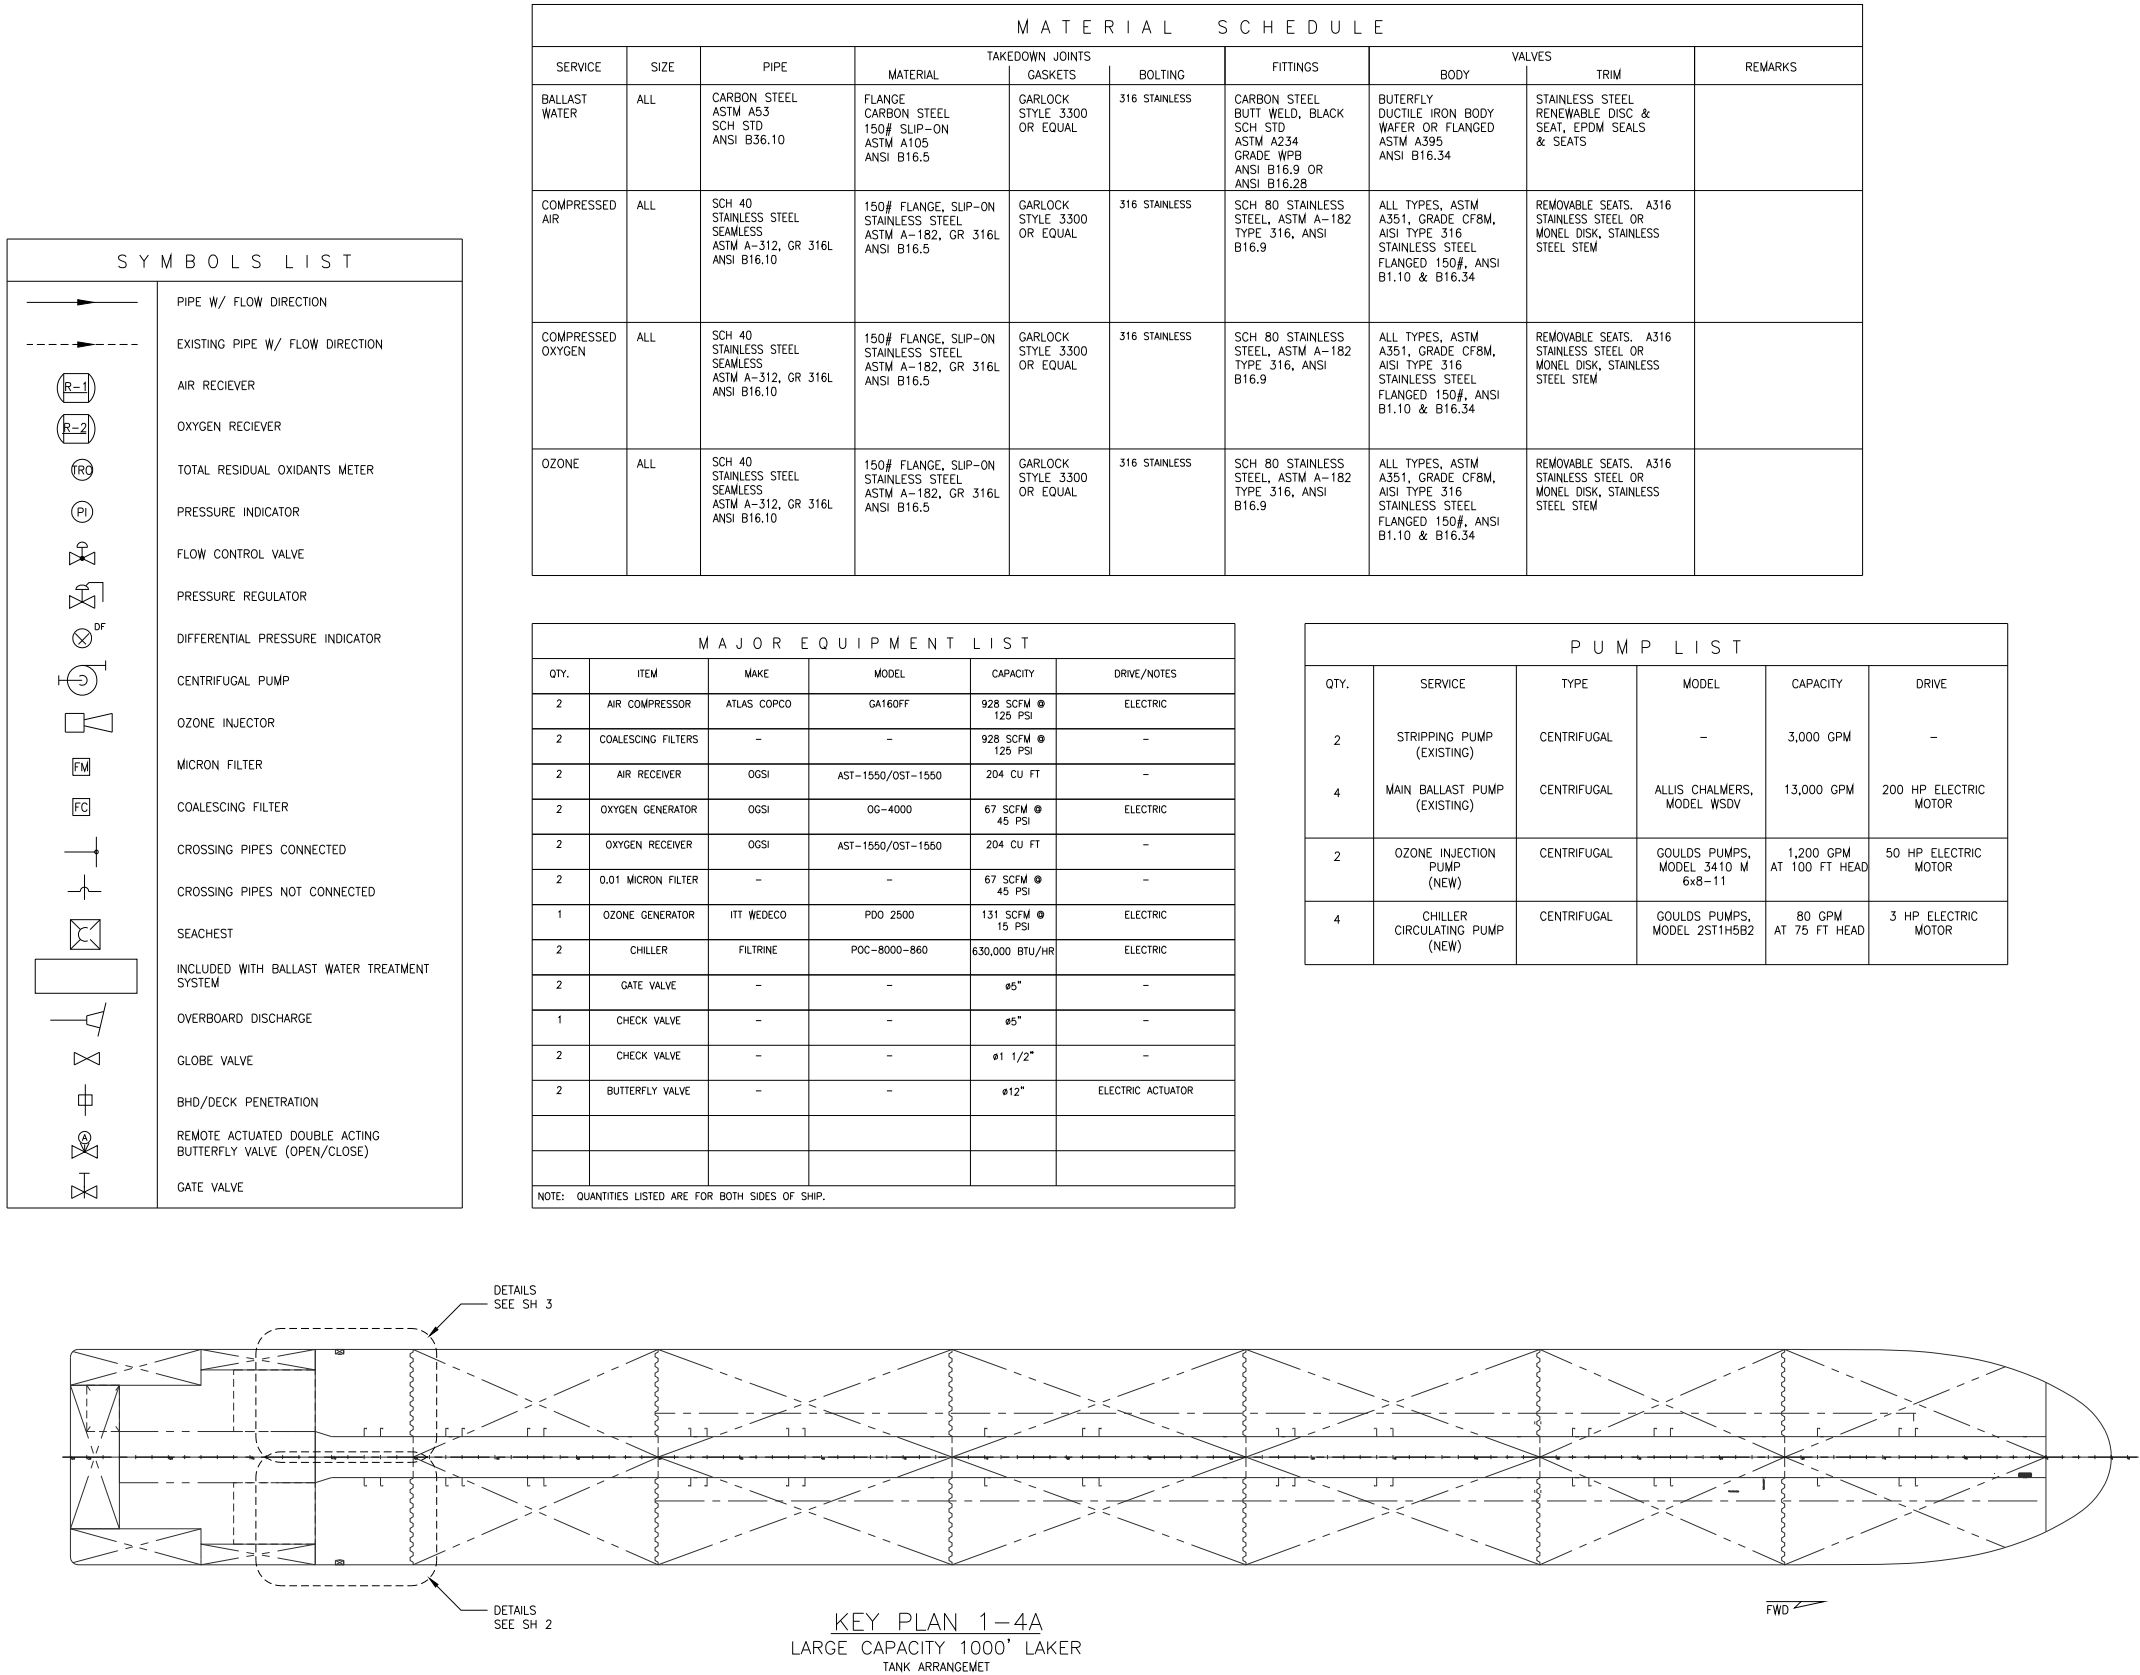 M A T E R I A L   S C H E D U L E
SERVICE SIZE PIPE TAKEDOWN JOINTS FITTINGS VALVES REMARKS
MATERIAL GASKETS BOLTING BODY TRIM
BALLAST
WATER
ALL
CARBON STEEL
ASTM A53
SCH STD
ANSI B36.10
FLANGE
CARBON STEEL
150# SLIP-ON
ASTM A105
ANSI B16.5
GARLOCK
STYLE 3300
OR EQUAL
316 STAINLESS
CARBON STEEL
BUTT WELD, BLACK
SCH STD
ASTM A234
GRADE WPB
ANSI B16.9 OR
ANSI B16.28
BUTERFLY
DUCTILE IRON BODY
WAFER OR FLANGED
ASTM A395
ANSI B16.34
STAINLESS STEEL
RENEWABLE DISC &
SEAT, EPDM SEALS
& SEATS
COMPRESSED
AIR
ALL
SCH 40
STAINLESS STEEL
SEAMLESS
ASTM A-312, GR 316L
ANSI B16.10
150# FLANGE, SLIP-ON
STAINLESS STEEL
ASTM A-182, GR 316L
ANSI B16.5
GARLOCK
STYLE 3300
OR EQUAL
316 STAINLESS
SCH 80 STAINLESS
STEEL, ASTM A-182
TYPE 316, ANSI
B16.9
ALL TYPES, ASTM
A351, GRADE CF8M,
AISI TYPE 316
STAINLESS STEEL
FLANGED 150#, ANSI
B1.10 & B16.34
REMOVABLE SEATS. A316
STAINLESS STEEL OR
MONEL DISK, STAINLESS
STEEL STEM
COMPRESSED
OXYGEN
ALL
SCH 40
STAINLESS STEEL
SEAMLESS
ASTM A-312, GR 316L
ANSI B16.10
150# FLANGE, SLIP-ON
STAINLESS STEEL
ASTM A-182, GR 316L
ANSI B16.5
GARLOCK
STYLE 3300
OR EQUAL
316 STAINLESS
SCH 80 STAINLESS
STEEL, ASTM A-182
TYPE 316, ANSI
B16.9
ALL TYPES, ASTM
A351, GRADE CF8M,
AISI TYPE 316
STAINLESS STEEL
FLANGED 150#, ANSI
B1.10 & B16.34
REMOVABLE SEATS. A316
STAINLESS STEEL OR
MONEL DISK, STAINLESS
STEEL STEM
OZONE
ALL
SCH 40
STAINLESS STEEL
SEAMLESS
ASTM A-312, GR 316L
ANSI B16.10
150# FLANGE, SLIP-ON
STAINLESS STEEL
ASTM A-182, GR 316L
ANSI B16.5
GARLOCK
STYLE 3300
OR EQUAL
316 STAINLESS
SCH 80 STAINLESS
STEEL, ASTM A-182
TYPE 316, ANSI
B16.9
ALL TYPES, ASTM
A351, GRADE CF8M,
AISI TYPE 316
STAINLESS STEEL
FLANGED 150#, ANSI
B1.10 & B16.34
REMOVABLE SEATS. A316
STAINLESS STEEL OR
MONEL DISK, STAINLESS
STEEL STEM
S Y M B O L S   L I S T
PIPE W/ FLOW DIRECTION
EXISTING PIPE W/ FLOW DIRECTION
R-1 AIR RECIEVER
R-2 OXYGEN RECIEVER
TRO TOTAL RESIDUAL OXIDANTS METER
PI PRESSURE INDICATOR
FLOW CONTROL VALVE
PRESSURE REGULATOR
DF DIFFERENTIAL PRESSURE INDICATOR
CENTRIFUGAL PUMP
OZONE INJECTOR
FM MICRON FILTER
FC COALESCING FILTER
CROSSING PIPES CONNECTED
CROSSING PIPES NOT CONNECTED
C SEACHEST
INCLUDED WITH BALLAST WATER TREATMENT
SYSTEM
OVERBOARD DISCHARGE
GLOBE VALVE
BHD/DECK PENETRATION
A REMOTE ACTUATED DOUBLE ACTING
BUTTERFLY VALVE (OPEN/CLOSE)
GATE VALVE
M A J O R   E Q U I P M E N T   L I S T
QTY. ITEM MAKE MODEL CAPACITY DRIVE/NOTES
2 AIR COMPRESSOR ATLAS COPCO GA160FF 928 SCFM @ ELECTRIC
125 PSI
2 COALESCING FILTERS - - 928 SCFM @ -
125 PSI
2 AIR RECEIVER OGSI AST-1550/OST-1550 204 CU FT -
2 OXYGEN GENERATOR OGSI OG-4000 67 SCFM @ ELECTRIC
45 PSI
2 OXYGEN RECEIVER OGSI AST-1550/OST-1550 204 CU FT -
2 0.01 MICRON FILTER - - 67 SCFM @ -
45 PSI
1 OZONE GENERATOR ITT WEDECO PDO 2500 131 SCFM @ ELECTRIC
15 PSI
2 CHILLER FILTRINE POC-8000-860 630,000 BTU/HR ELECTRIC
2 GATE VALVE - - ø5" -
1 CHECK VALVE - - ø5" -
2 CHECK VALVE - - ø1 1/2" -
2 BUTTERFLY VALVE - - ø12" ELECTRIC ACTUATOR
NOTE: QUANTITIES LISTED ARE FOR BOTH SIDES OF SHIP.
P U M P   L I S T
QTY. SERVICE TYPE MODEL CAPACITY DRIVE
2 STRIPPING PUMP CENTRIFUGAL - 3,000 GPM -
(EXISTING)
4 MAIN BALLAST PUMP CENTRIFUGAL ALLIS CHALMERS, 13,000 GPM 200 HP ELECTRIC
(EXISTING) MODEL WSDV MOTOR
2 OZONE INJECTION CENTRIFUGAL GOULDS PUMPS, 1,200 GPM 50 HP ELECTRIC
PUMP MODEL 3410 M AT 100 FT HEAD MOTOR
(NEW) 6x8-11
4 CHILLER CENTRIFUGAL GOULDS PUMPS, 80 GPM 3 HP ELECTRIC
CIRCULATING PUMP MODEL 2ST1H5B2 AT 75 FT HEAD MOTOR
(NEW)
DETAILS
SEE SH 3
DETAILS
SEE SH 2
FWD
KEY PLAN 1-4A
LARGE CAPACITY 1000' LAKER
TANK ARRANGEMET